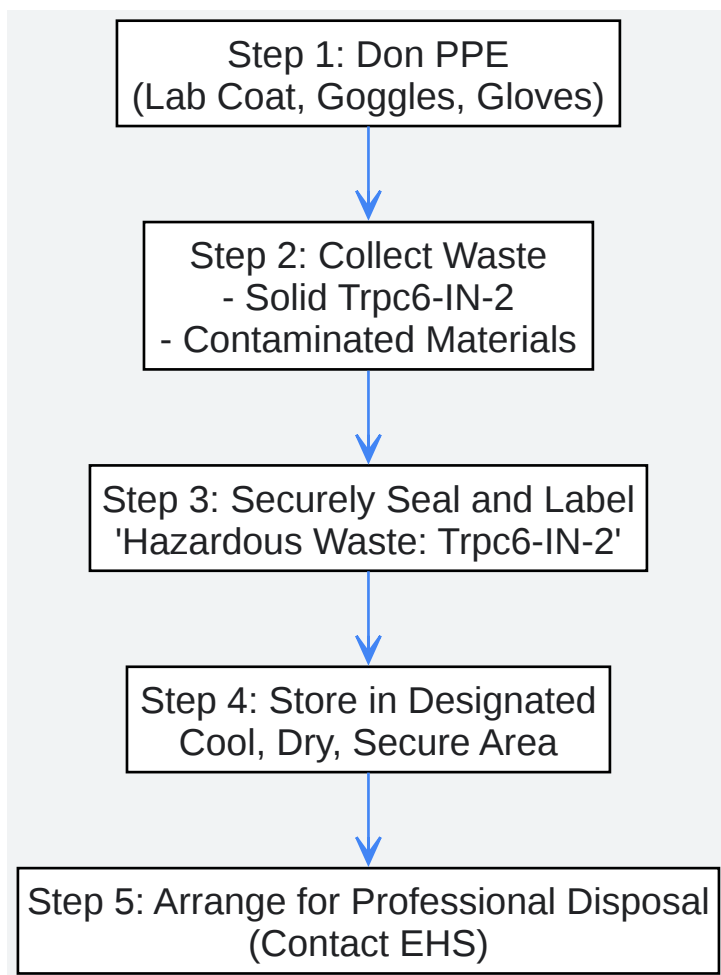 Step 1: Don PPE
(Lab Coat, Goggles, Gloves)
Step 2: Collect Waste
- Solid Trpc6-IN-2
- Contaminated Materials
Step 3: Securely Seal and Label
'Hazardous Waste: Trpc6-IN-2'
Step 4: Store in Designated
Cool, Dry, Secure Area
Step 5: Arrange for Professional Disposal
(Contact EHS)